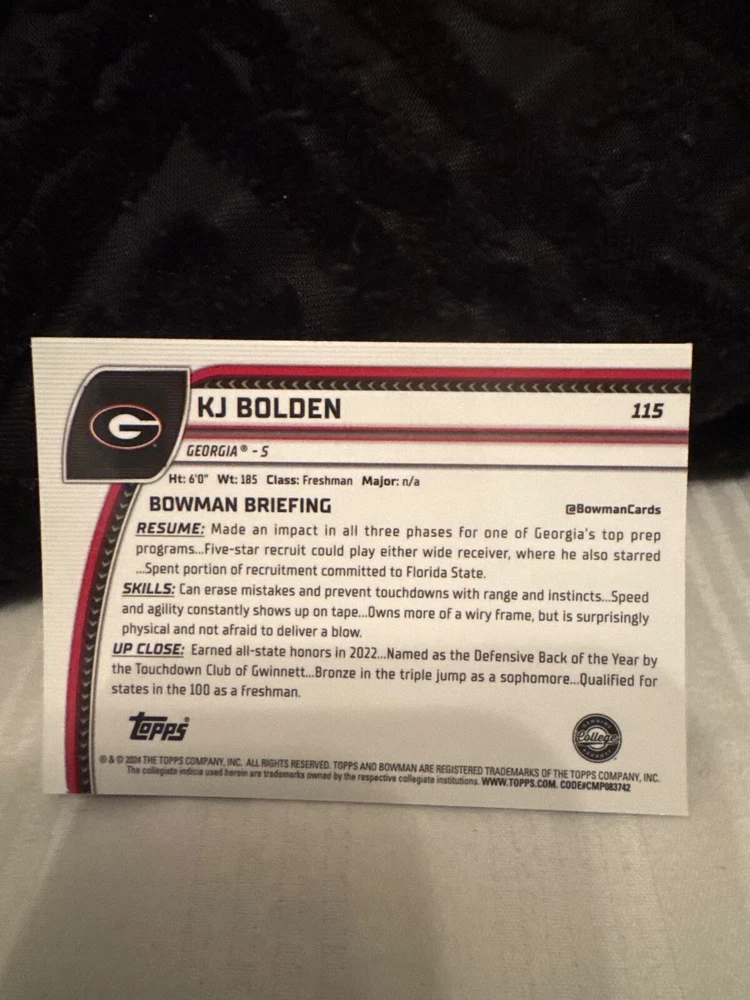 G
KJ BOLDEN
115
GEORGIA® - S
Ht: 6'0" Wt: 185 Class: Freshman Major: n/a
BOWMAN BRIEFING
@BowmanCards
RESUME: Made an impact in all three phases for one of Georgia's top prep
programs...Five-star recruit could play either wide receiver, where he also starred
...Spent portion of recruitment committed to Florida State.
SKILLS: Can erase mistakes and prevent touchdowns with range and instincts...Speed
and agility constantly shows up on tape...Owns more of a wiry frame, but is surprisingly
physical and not afraid to deliver a blow.
UP CLOSE: Earned all-state honors in 2022...Named as the Defensive Back of the Year by
the Touchdown Club of Gwinnett...Bronze in the triple jump as a sophomore...Qualified for
states in the 100 as a freshman.
Topps®
GENUINE
College
PRODUCT
® & © 2024 THE TOPPS COMPANY, INC. ALL RIGHTS RESERVED. TOPPS AND BOWMAN ARE REGISTERED TRADEMARKS OF THE TOPPS COMPANY, INC.
The collegiate indicia used herein are trademarks owned by the respective collegiate institutions. WWW.TOPPS.COM. CODE#CMP083742